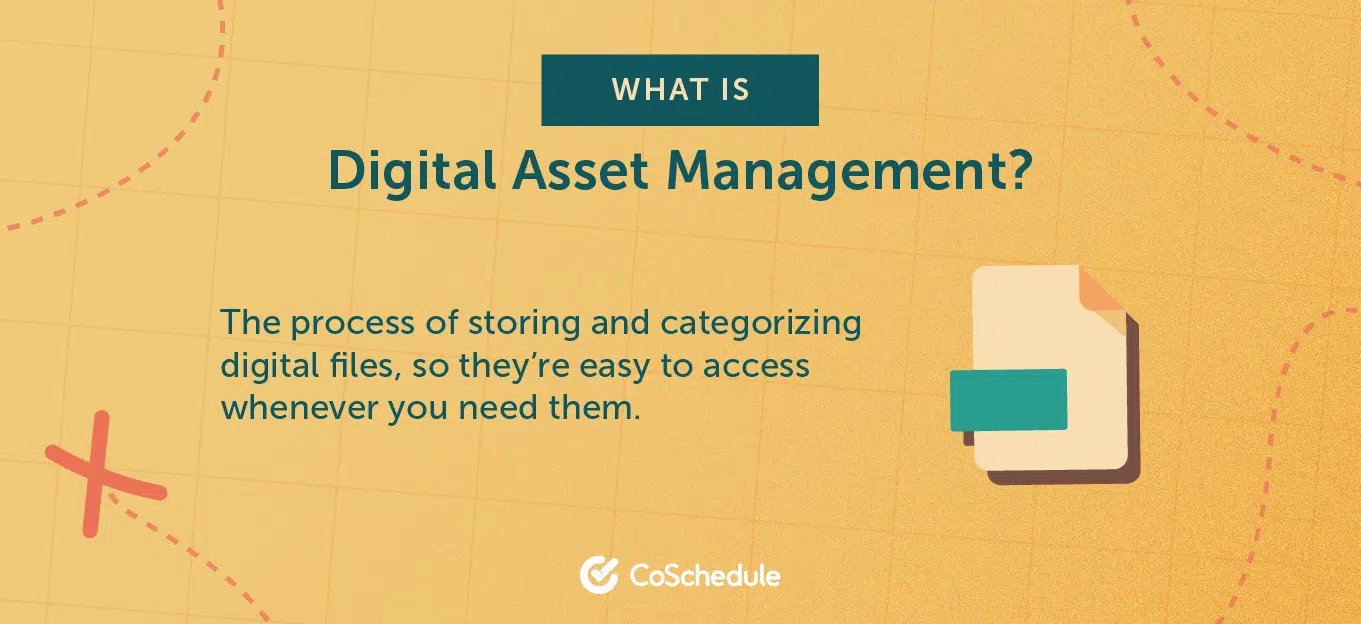 WHAT IS
Digital Asset Management?
The process of storing and categorizing
digital files, so they’re easy to access
whenever you need them.
CoSchedule